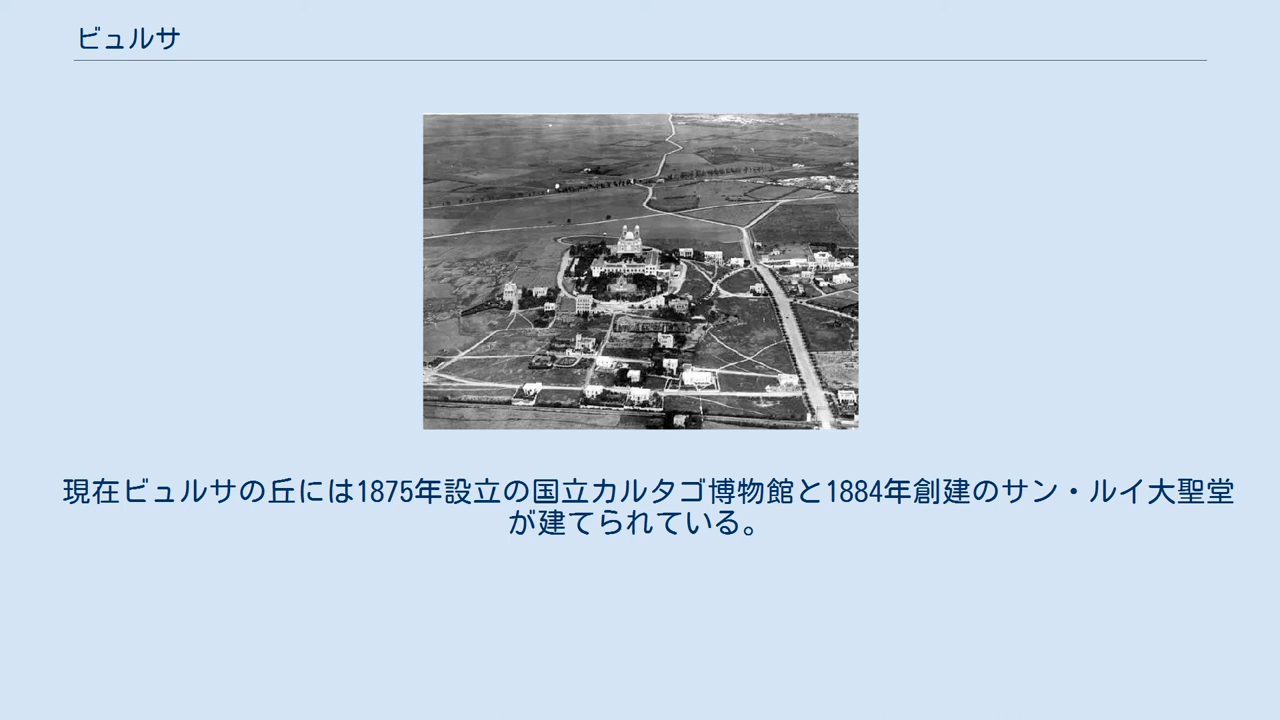 ビュルサ
現在ビュルサの丘には1875年設立の国立カルタゴ博物館と1884年創建のサン・ルイ大聖堂
が建てられている。